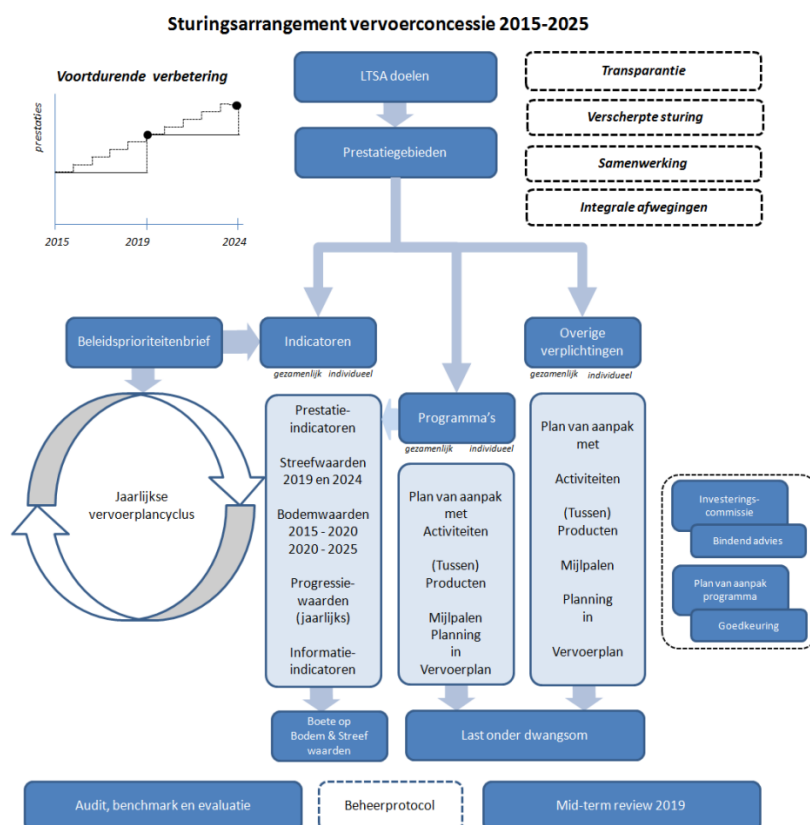 Sturingsarrangement vervoerconcessie 2015-2025
Voortdurende verbetering
prestaties
2015
2019
2024
LTSA doelen
Prestatiegebieden
Transparantie
Verscherpte sturing
Samenwerking
Integrale afwegingen
Beleidsprioriteitenbrief
Indicatoren
gezamenlijk individueel
Overige
verplichtingen
gezamenlijk individueel
Programma's
gezamenlijk individueel
Jaarlijkse
vervoerplancyclus
Prestatie-
indicatoren
Streefwaarden
2019 en 2024
Bodemwaarden
2015 - 2020
2020 - 2025
Progressie-
waarden
(jaarlijks)
Informatie-
indicatoren
Plan van aanpak
met
Activiteiten
(Tussen)
Producten
Mijlpalen
Planning
in
Vervoerplan
Plan van aanpak
met
Activiteiten
(Tussen)
Producten
Mijlpalen
Planning
in
Vervoerplan
Investerings-
commissie
Bindend advies
Plan van aanpak
programma
Goedkeuring
Boete op
Bodem & Streef
waarden
Last onder dwangsom
Audit, benchmark en evaluatie
Beheerprotocol
Mid-term review 2019